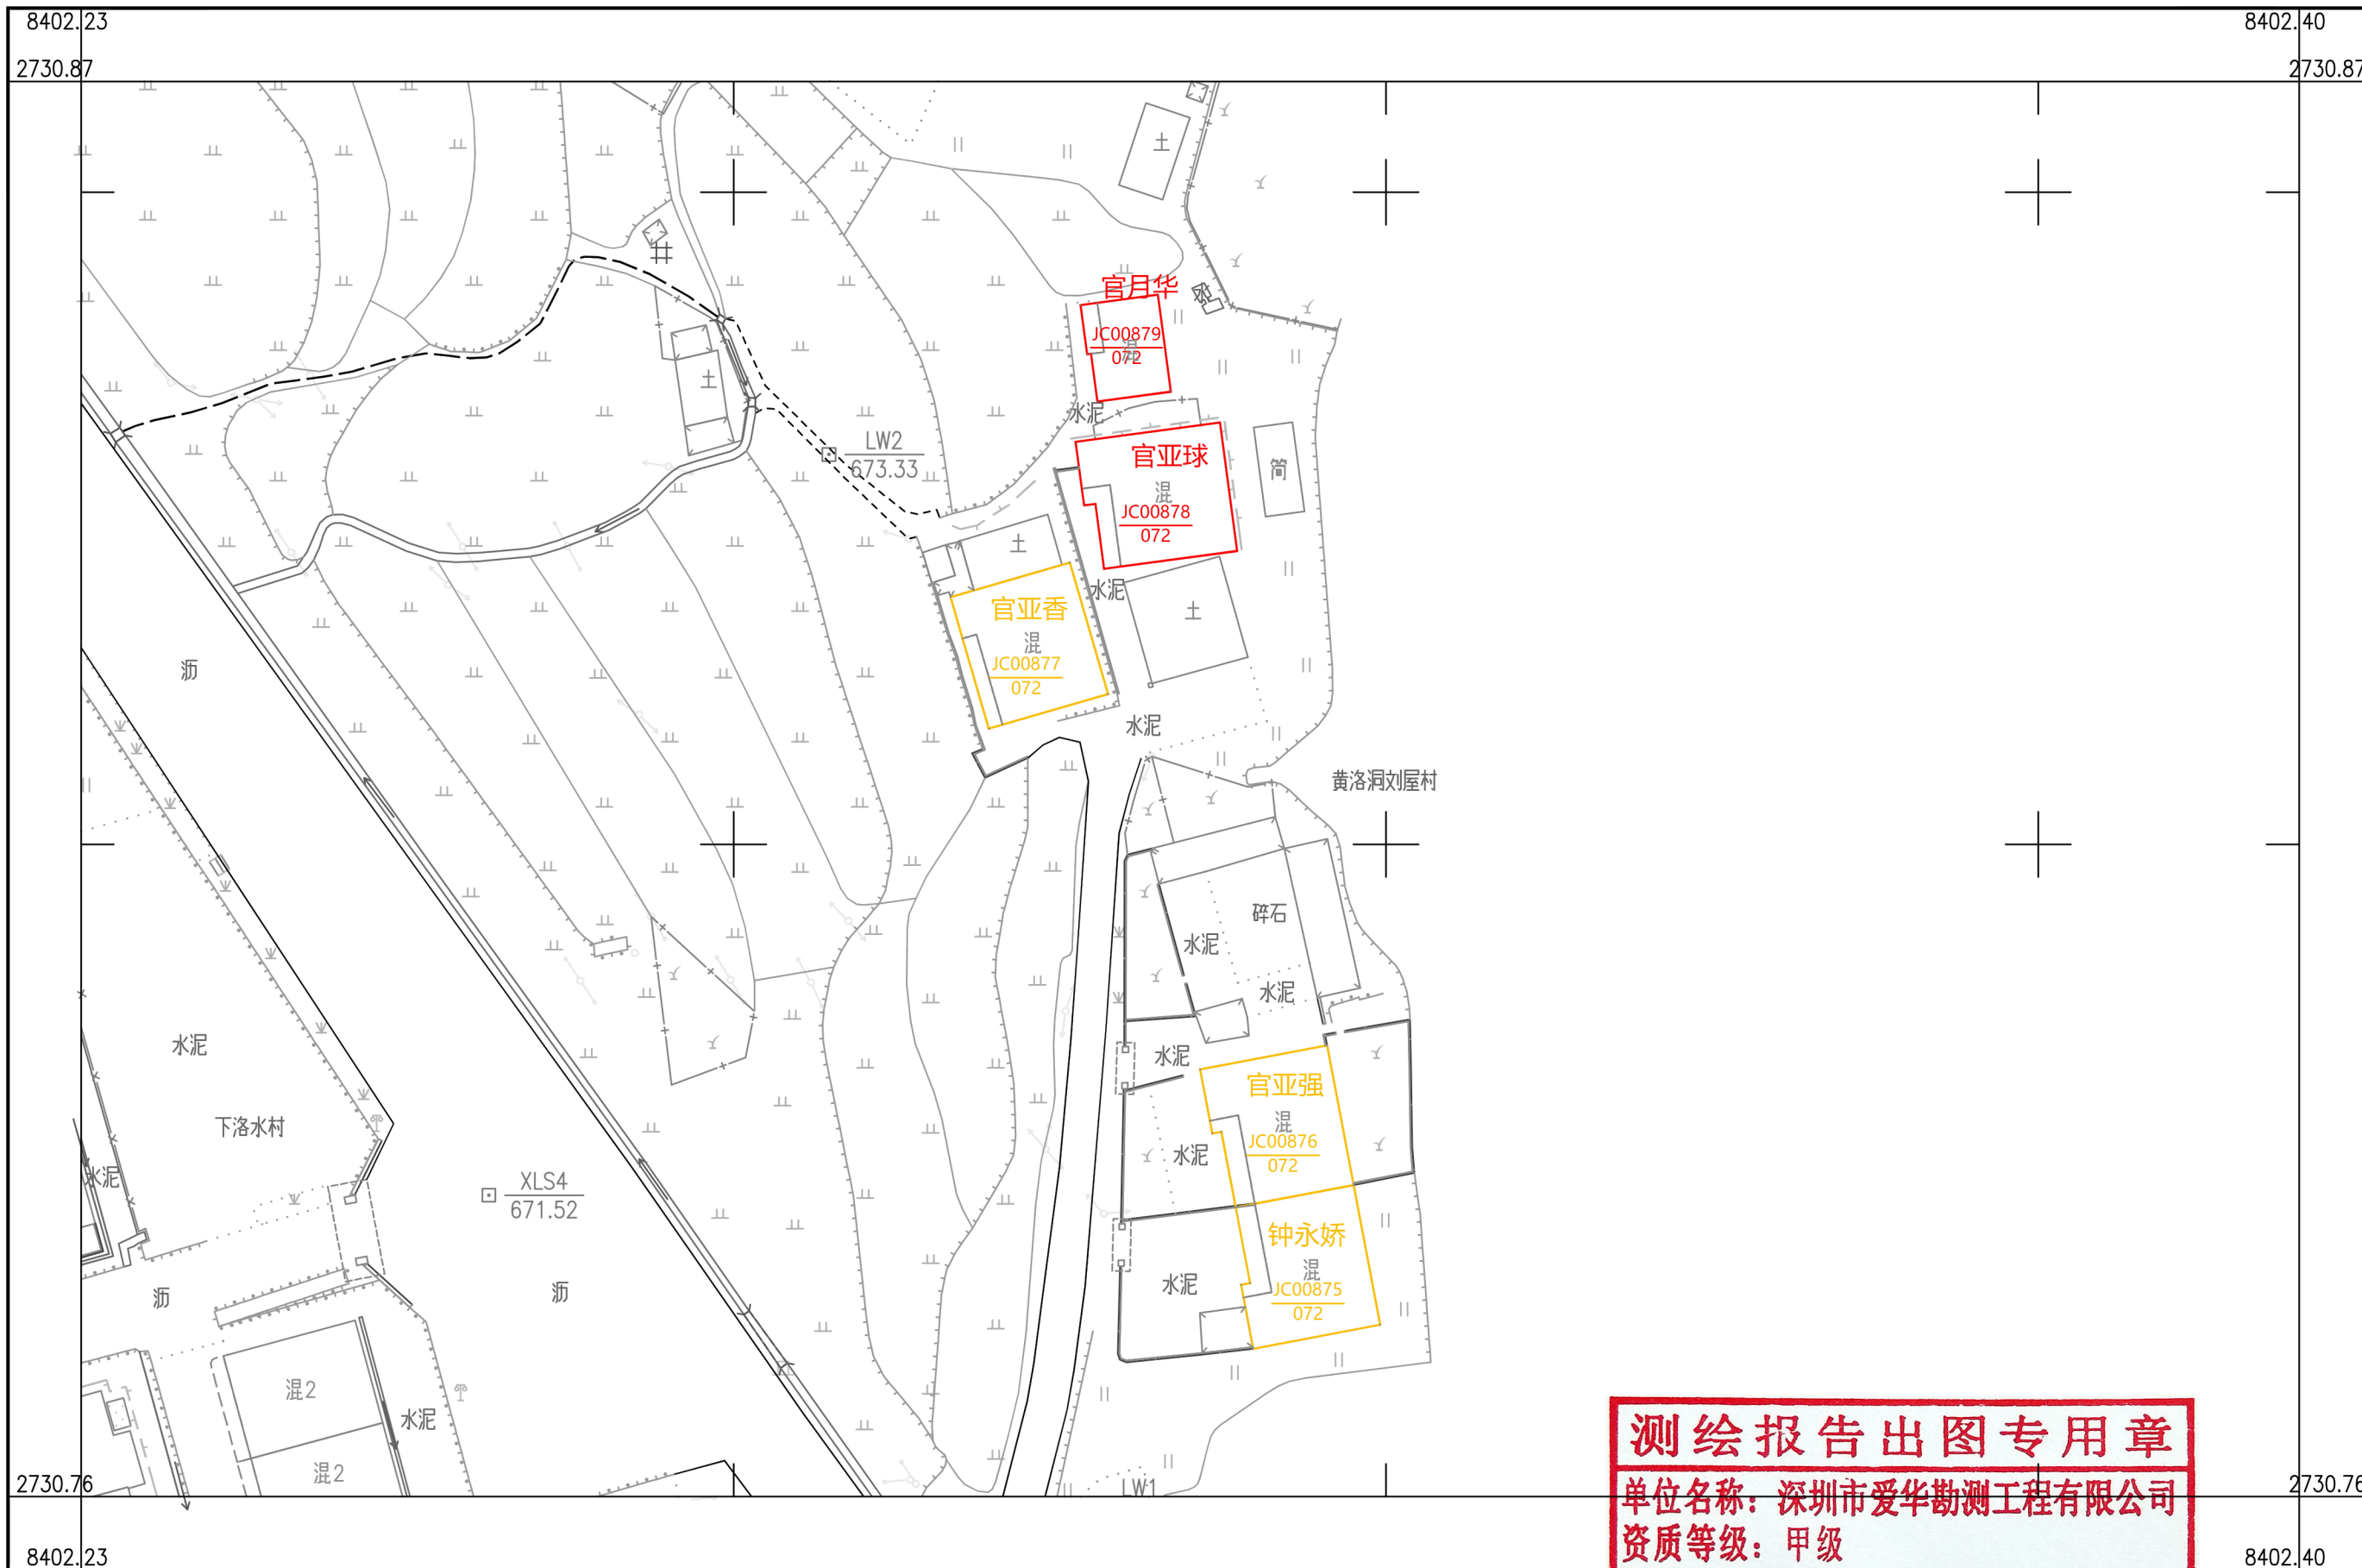 8402.23
8402.40
2730.87
2730.87
土
井
官月华
JC00879
混
072
土
水泥
LW2
673.33
官亚球
混
JC00878
072
简
土
水泥
官亚香
混
JC00877
072
土
沥
水泥
黄洛洞刘屋村
碎石
水泥
水泥
水泥
水泥
官亚强
混
JC00876
072
下洛水村
水泥
水泥
XLS4
671.52
钟永娇
混
JC00875
072
水泥
沥
沥
混2
水泥
混2
测绘报告出图专用章
2730.76
LW1
单位名称：深圳市爱华勘测工程有限公司
2730.76
资质等级：甲级
8402.23
8402.40